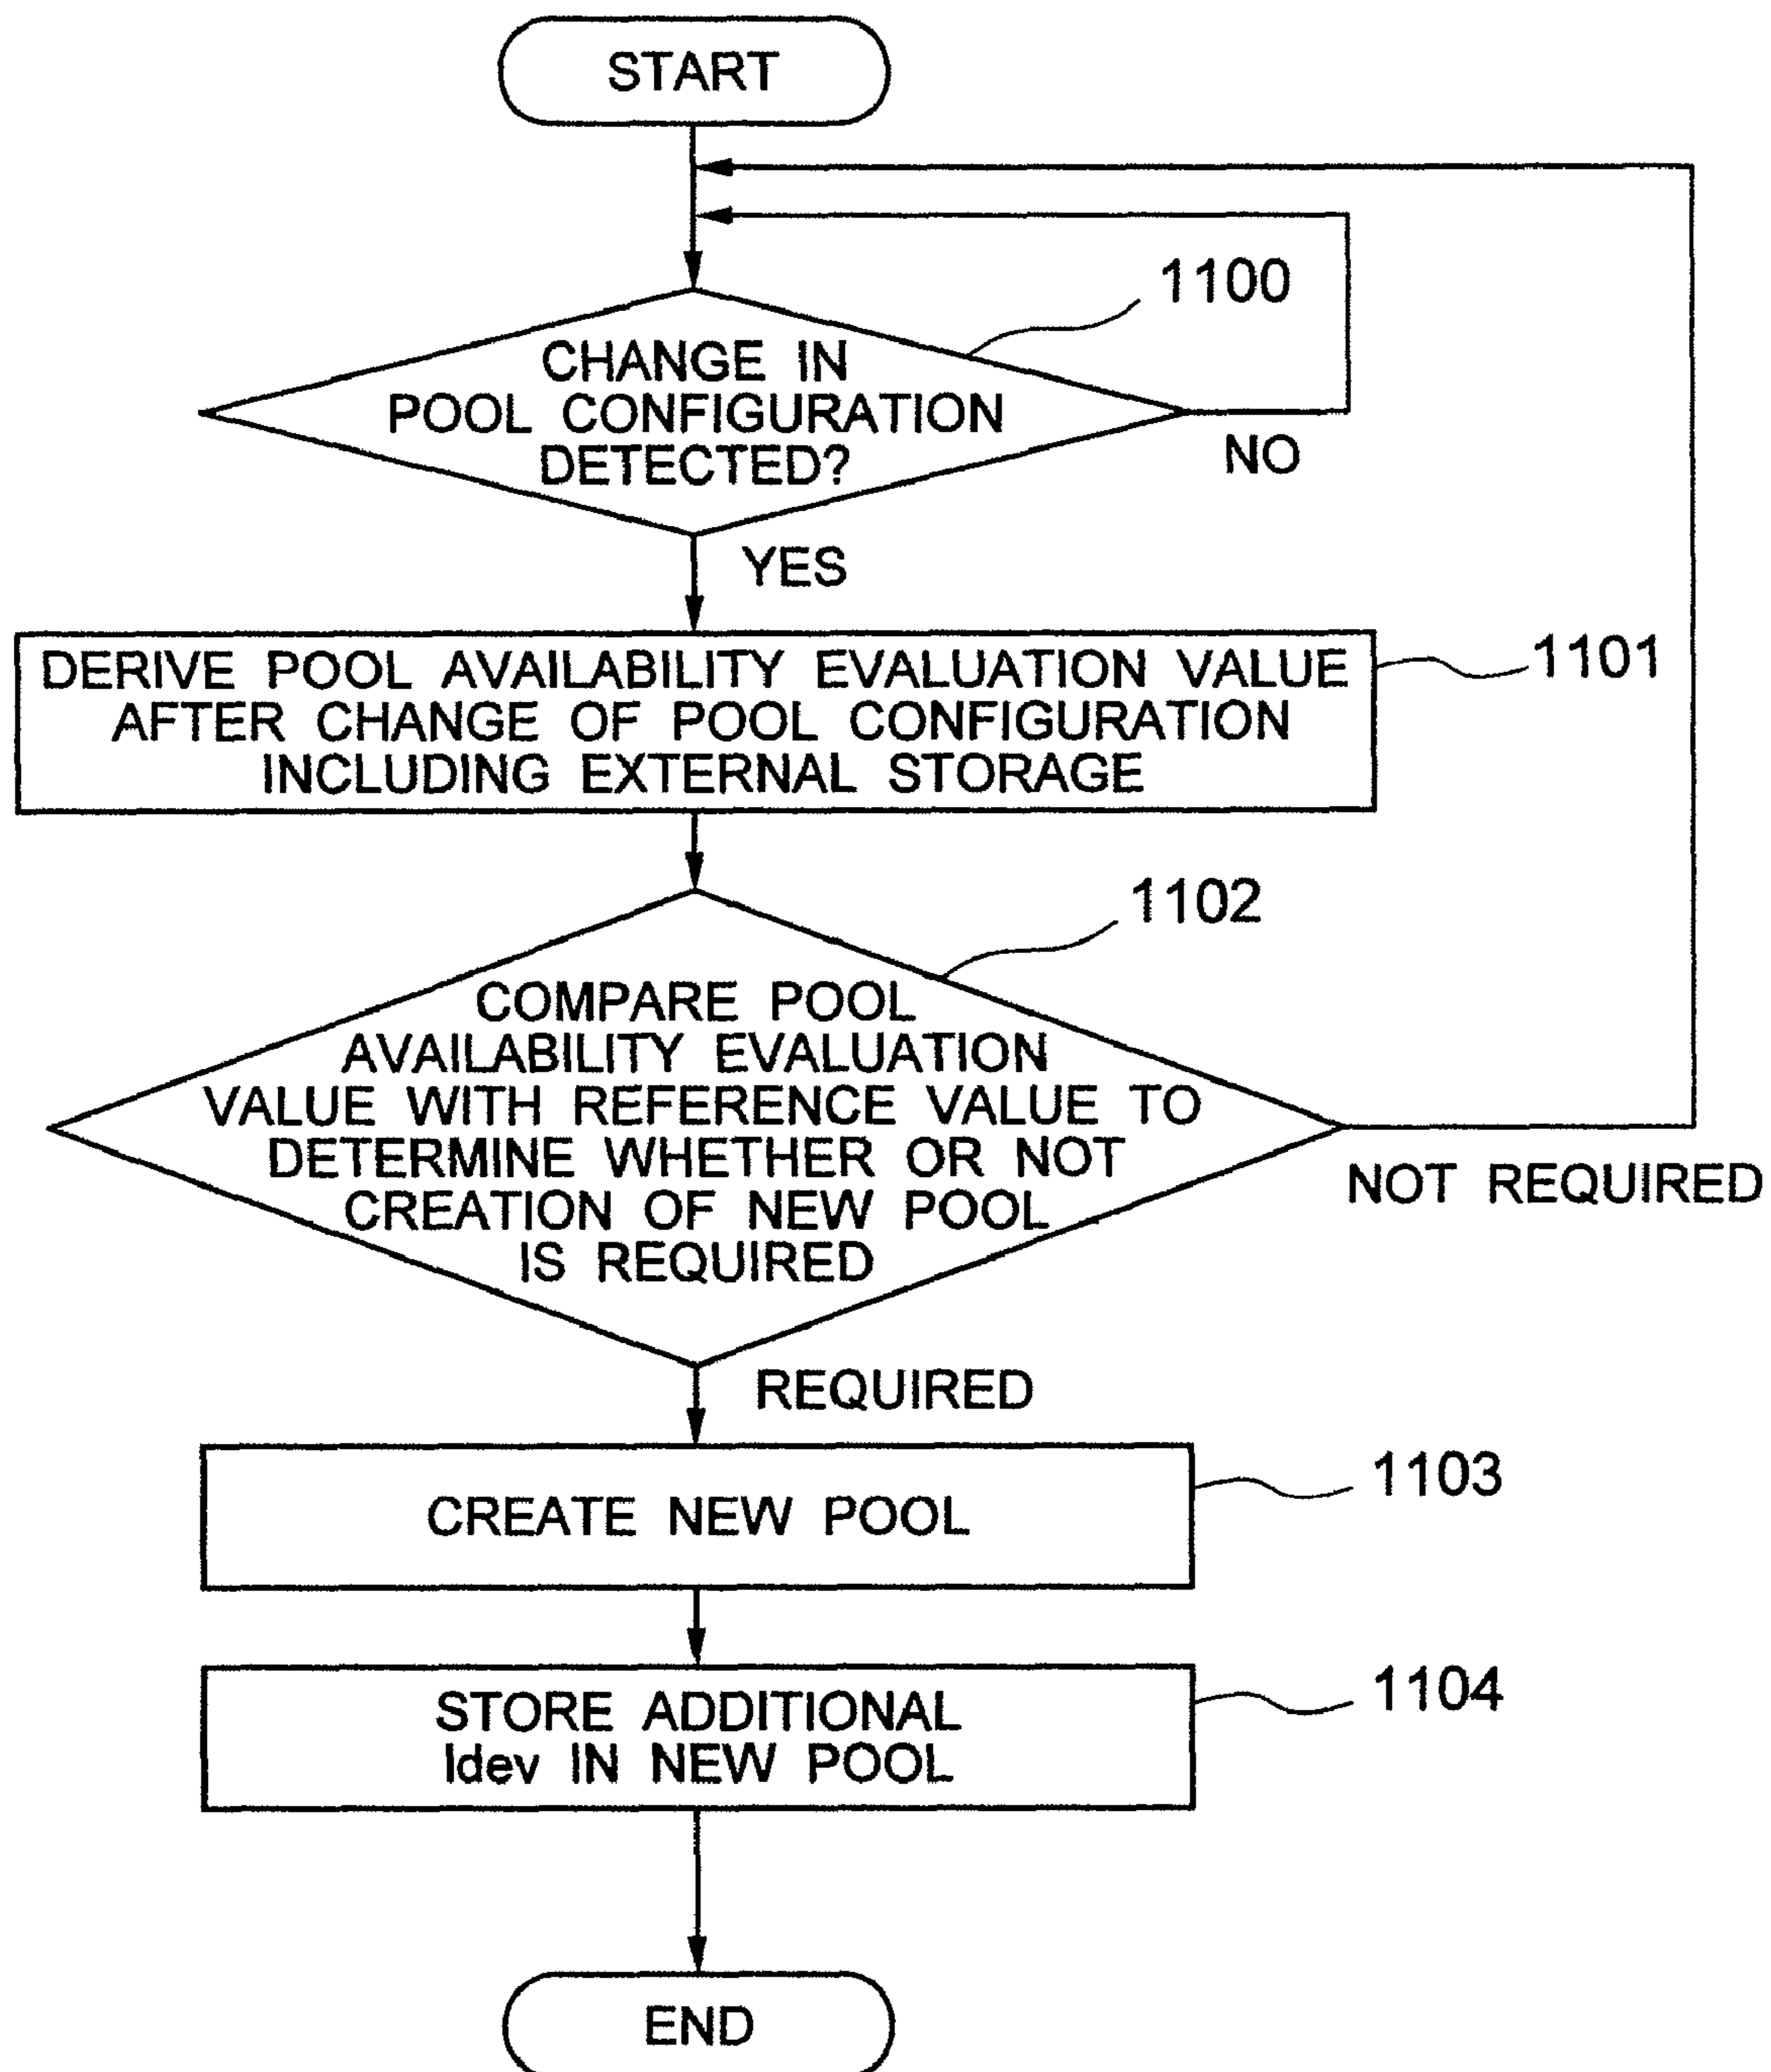 START
1100
CHANGE IN
POOL CONFIGURATION
DETECTED?
NO
YES
DERIVE POOL AVAILABILITY EVALUATION VALUE
AFTER CHANGE OF POOL CONFIGURATION
INCLUDING EXTERNAL STORAGE
1101
1102
COMPARE POOL
AVAILABILITY EVALUATION
VALUE WITH REFERENCE VALUE TO
DETERMINE WHETHER OR NOT
CREATION OF NEW POOL
IS REQUIRED
NOT REQUIRED
REQUIRED
CREATE NEW POOL
1103
STORE ADDITIONAL
ldev IN NEW POOL
1104
END